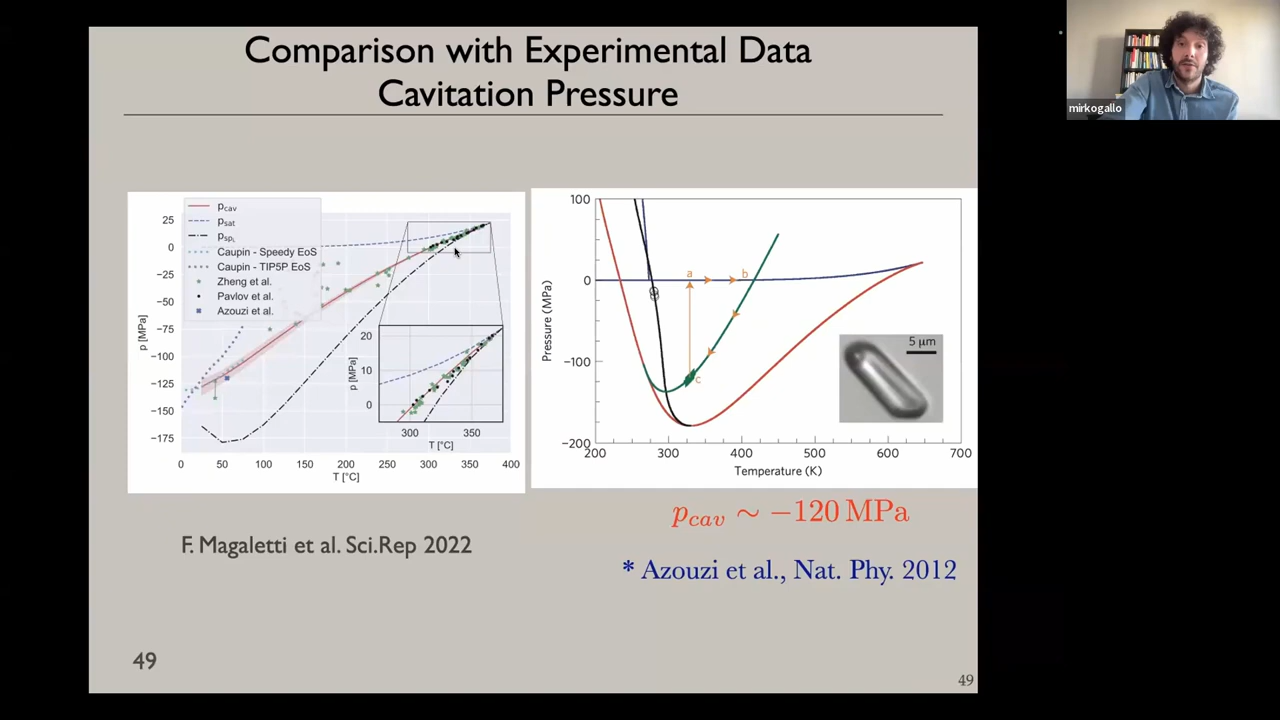 Comparison with Experimental Data
Cavitation Pressure
mirkogallo
p_cav
p_sat
p_sp_L
Caupin - Speedy EoS
Caupin - TIP5P EoS
Zheng et al.
Pavlov et al.
Azouzi et al.
25
0
−25
−50
−75
−100
−125
−150
−175
p [MPa]
0 50 100 150 200 250 300 350 400
T [°C]
20
10
0
p [MPa]
300 350
T [°C]
100
0
−100
−200
Pressure (MPa)
a
b
c
5 µm
200 300 400 500 600 700
Temperature (K)
p_cav ∼ −120 MPa
F. Magaletti et al. Sci.Rep 2022
* Azouzi et al., Nat. Phy. 2012
49
49